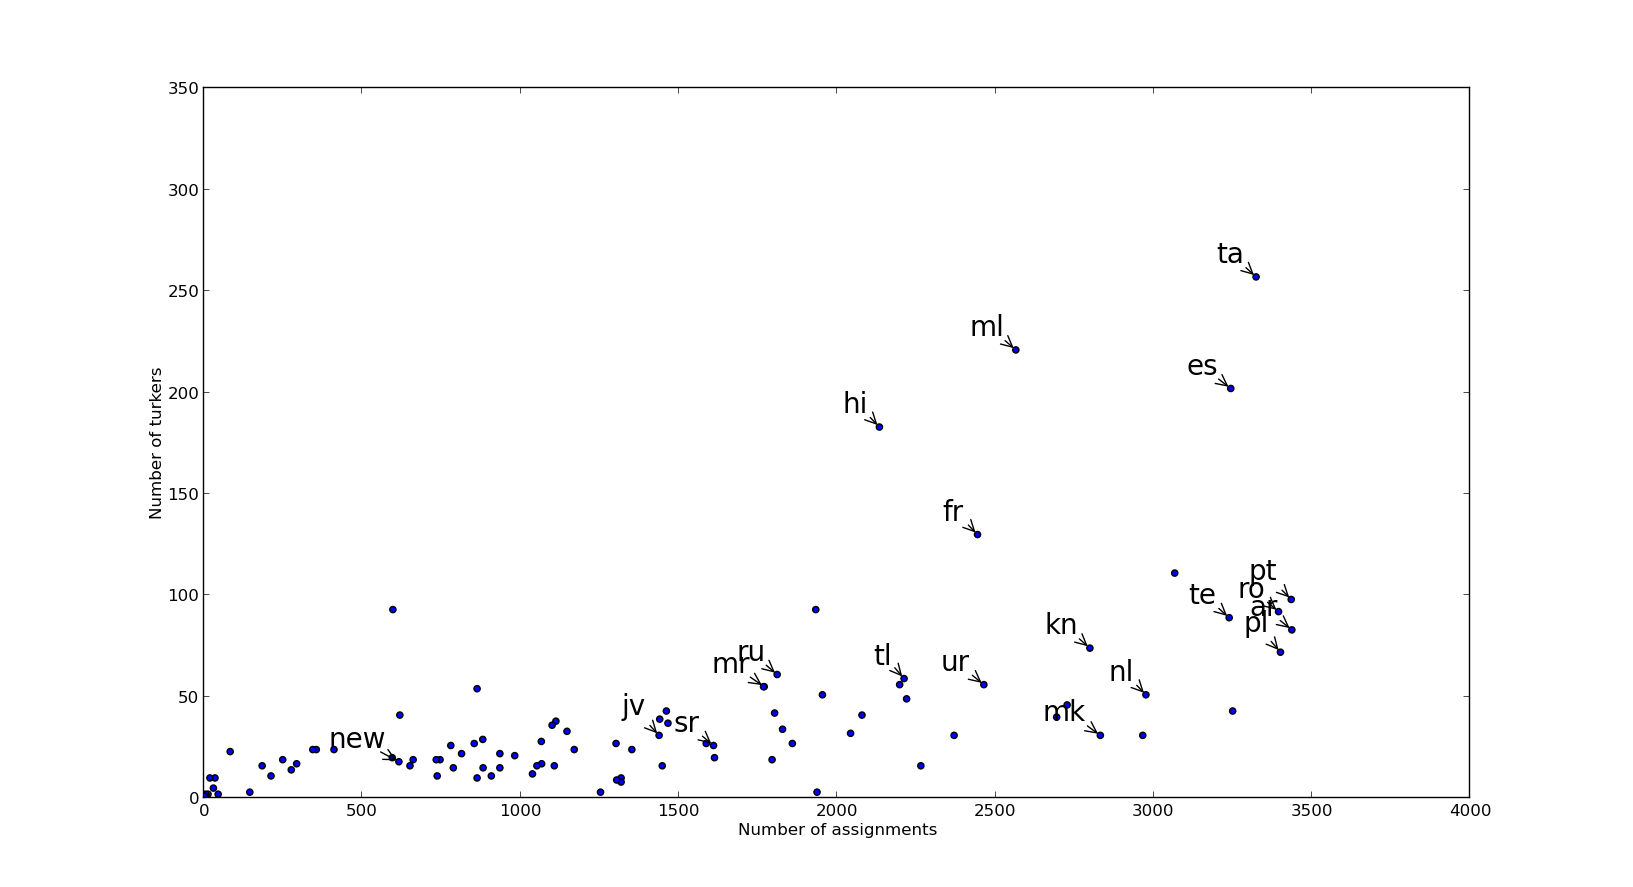 350
300
250
200
150
100
50
0
Number of turkers
ta
ml
es
hi
fr
pt
ro
te
ar
pl
kn
ru
mr
tl
ur
nl
jv
mk
sr
new
0 500 1000 1500 2000 2500 3000 3500 4000
Number of assignments